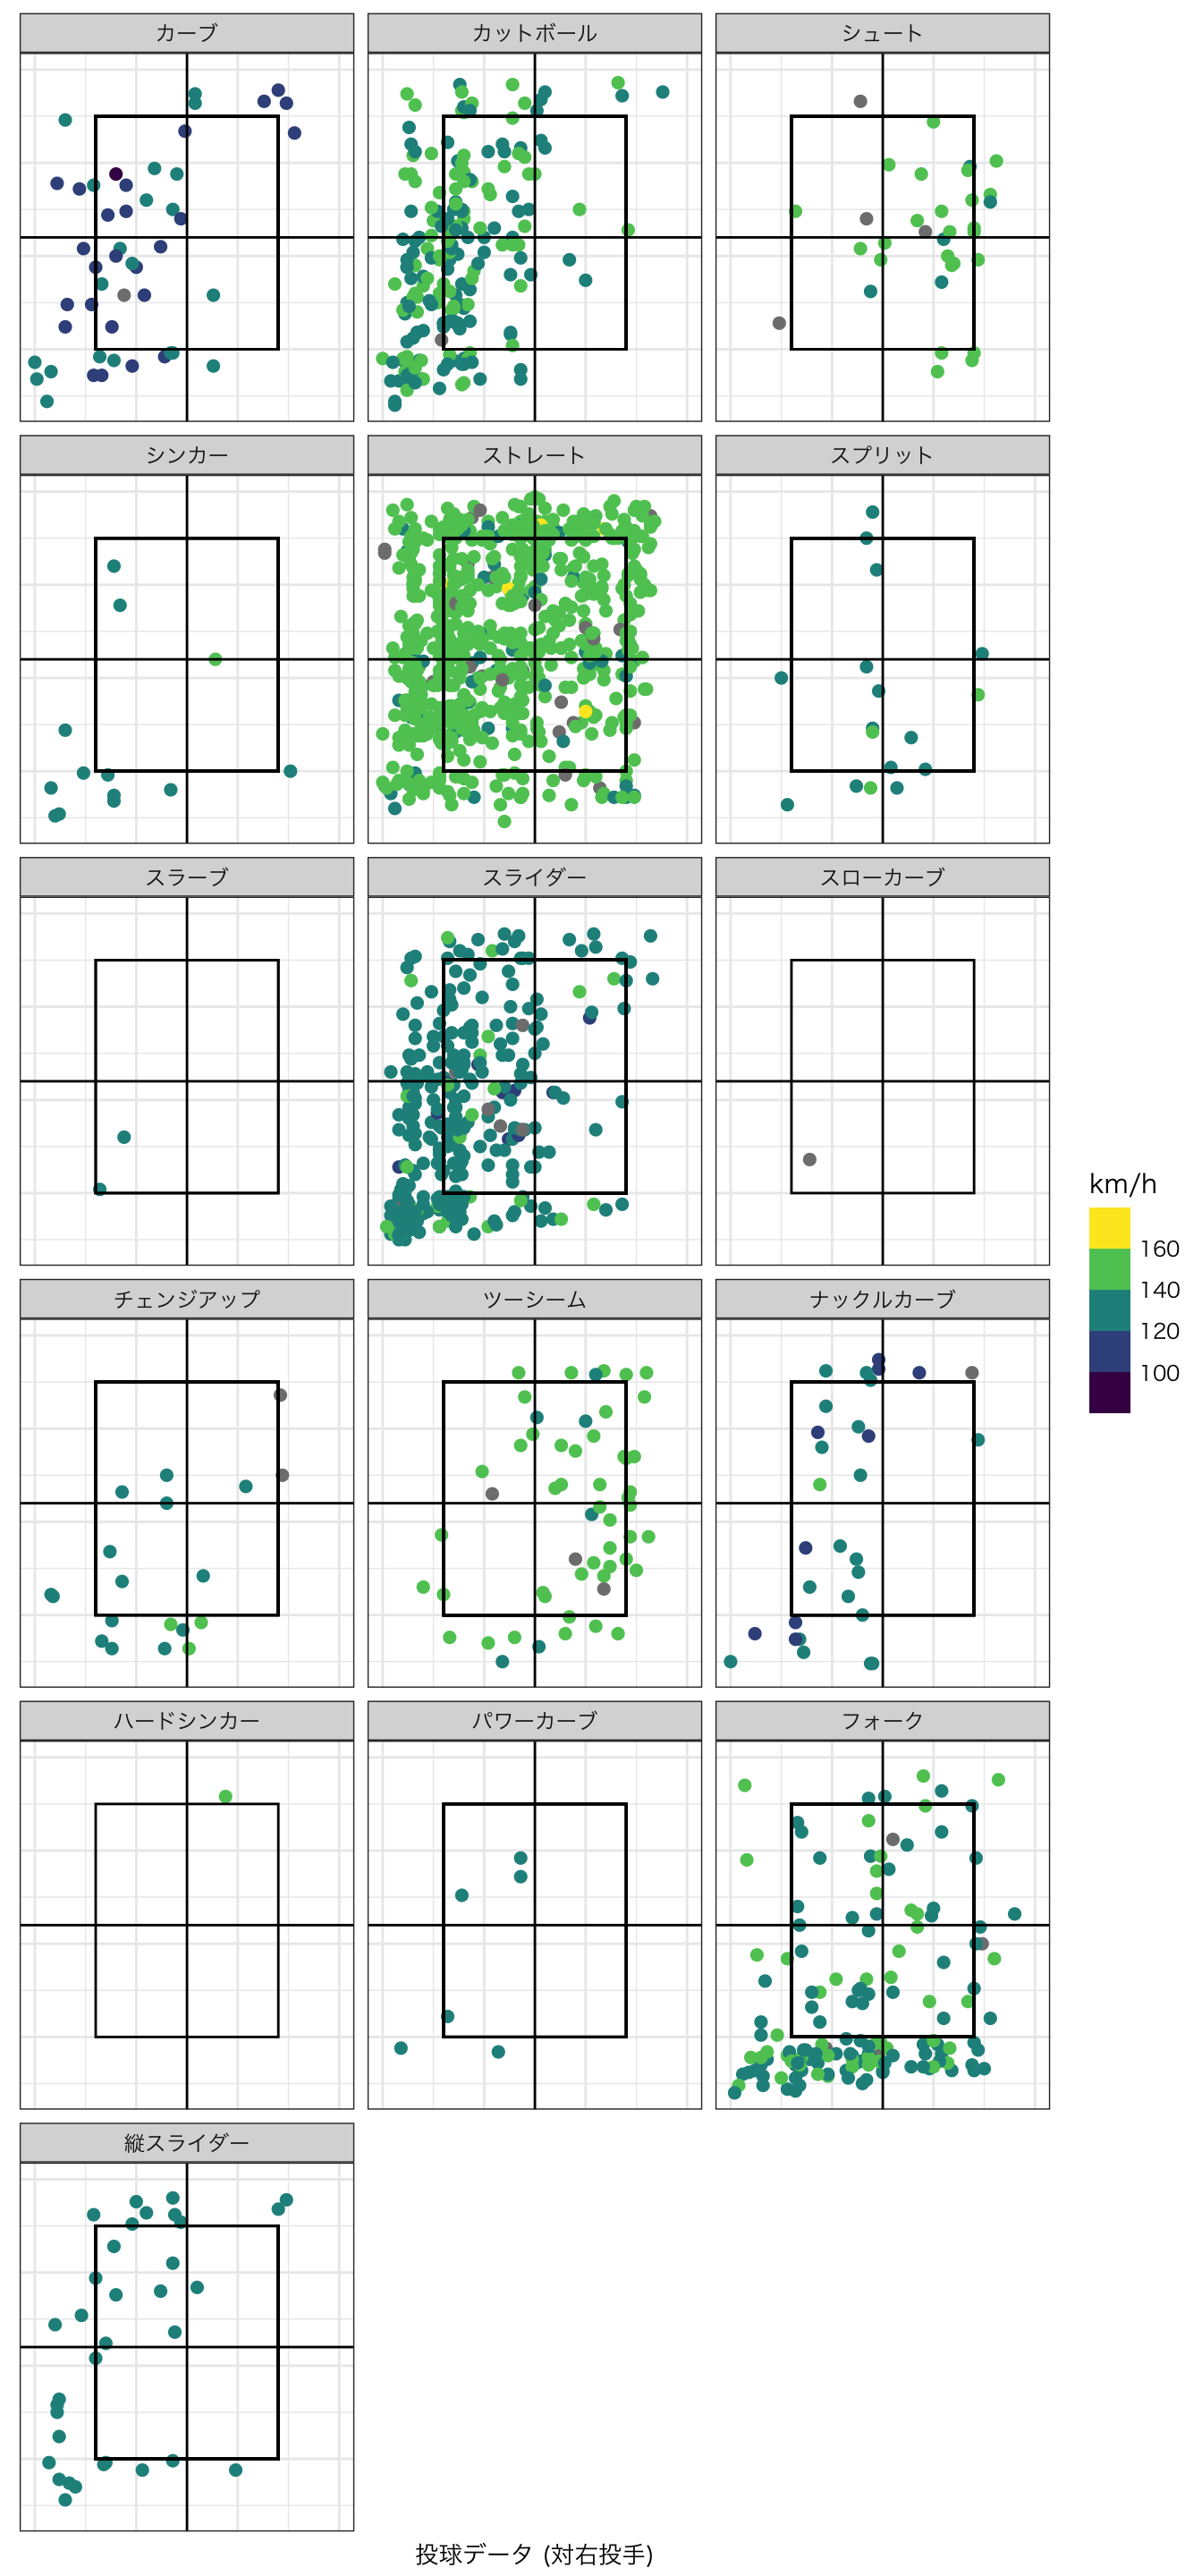 カーブ
カットボール
シュート
シンカー
ストレート
スプリット
スラーブ
スライダー
スローカーブ
チェンジアップ
ツーシーム
ナックルカーブ
ハードシンカー
パワーカーブ
フォーク
縦スライダー
km/h
160
140
120
100
投球データ (対右投手)